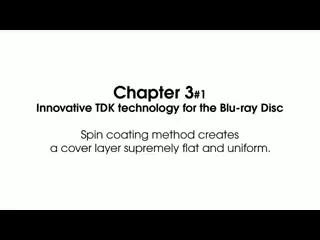 Chapter 3#1
Innovative TDK technology for the Blu-ray Disc
Spin coating method creates
a cover layer supremely flat and uniform.